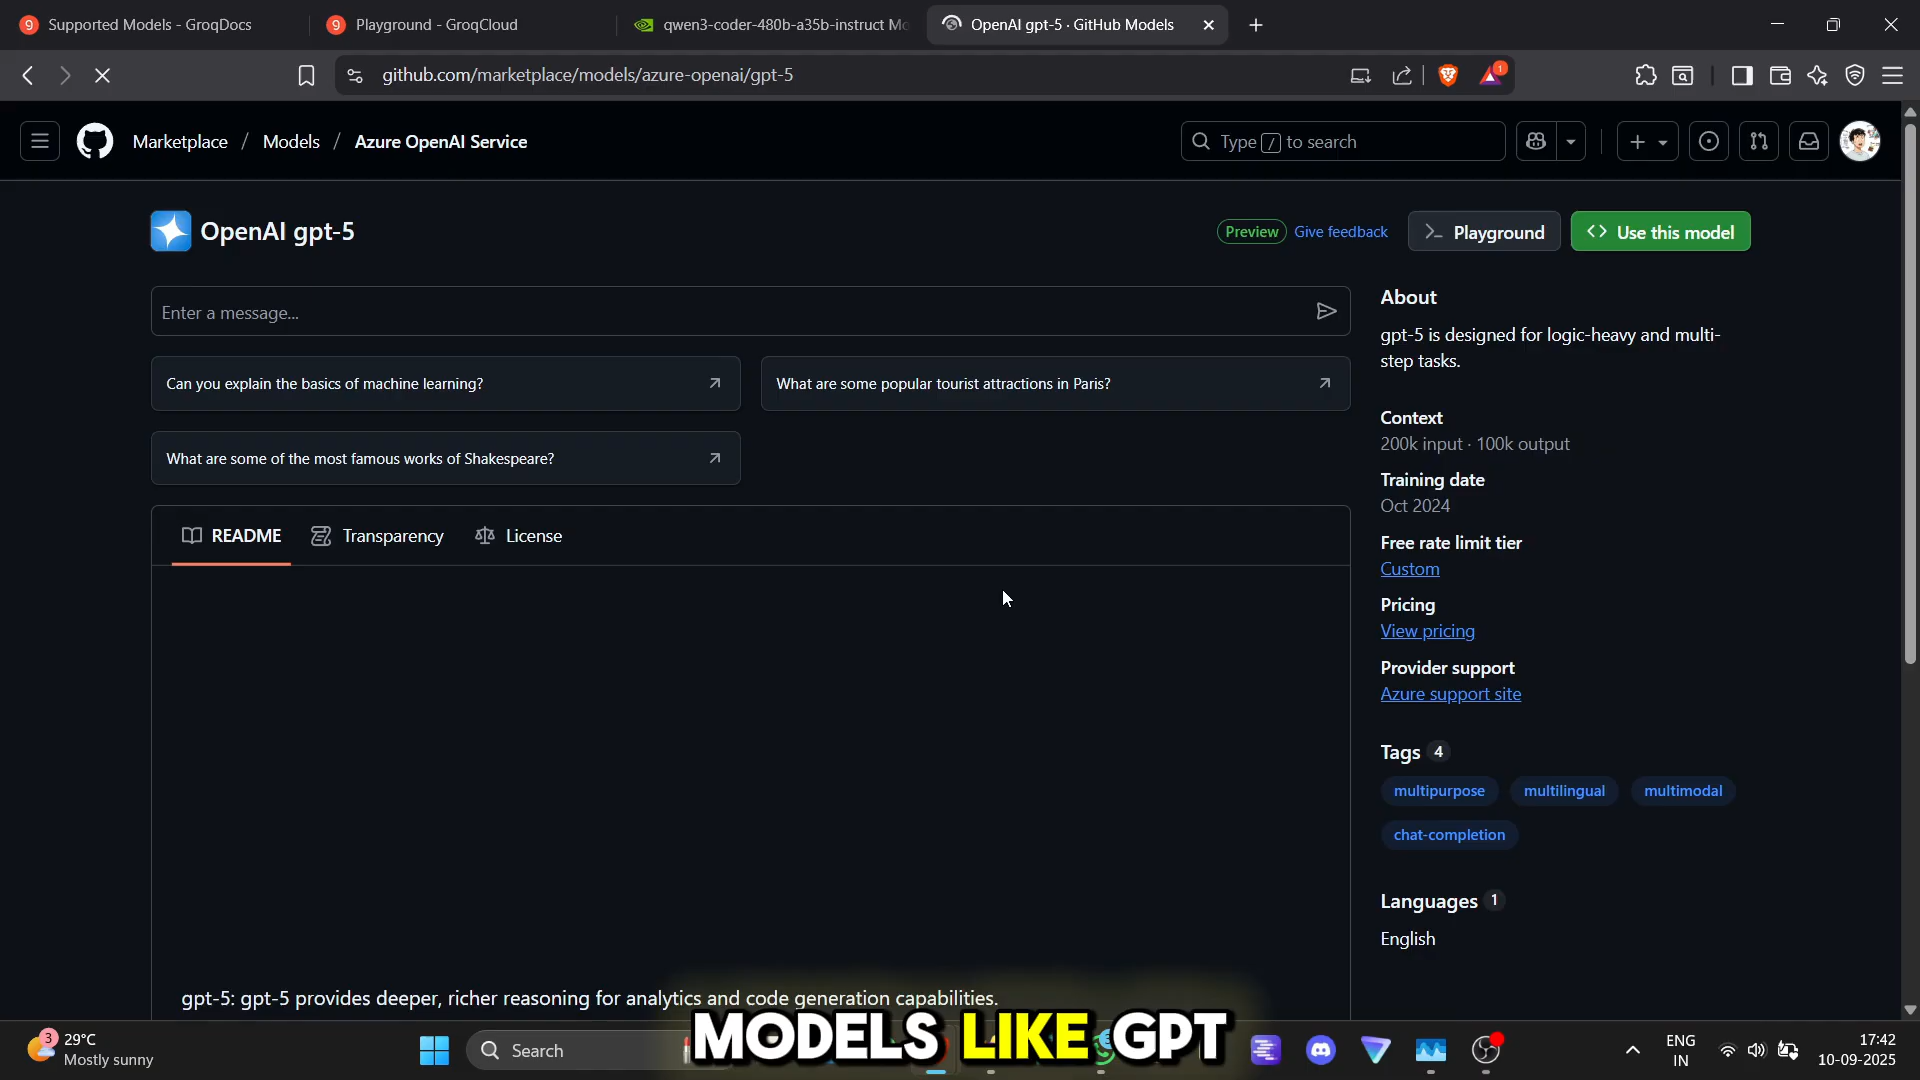 Supported Models - GroqDocs
Playground - GroqCloud
qwen3-coder-480b-a35b-instruct Mo
OpenAI gpt-5 · GitHub Models
github.com/marketplace/models/azure-openai/gpt-5
1
Marketplace / Models / Azure OpenAI Service
Type / to search
OpenAI gpt-5
Preview
Give feedback
Playground
Use this model
Enter a message...
Can you explain the basics of machine learning?
What are some popular tourist attractions in Paris?
What are some of the most famous works of Shakespeare?
README
Transparency
License
gpt-5: gpt-5 provides deeper, richer reasoning for analytics and code generation capabilities.
About
gpt-5 is designed for logic-heavy and multi-
step tasks.
Context
200k input · 100k output
Training date
Oct 2024
Free rate limit tier
Custom
Pricing
View pricing
Provider support
Azure support site
Tags 4
multipurpose
multilingual
multimodal
chat-completion
Languages 1
English
MODELS LIKE GPT
3
29°C
Mostly sunny
Search
ENG
IN
17:42
10-09-2025